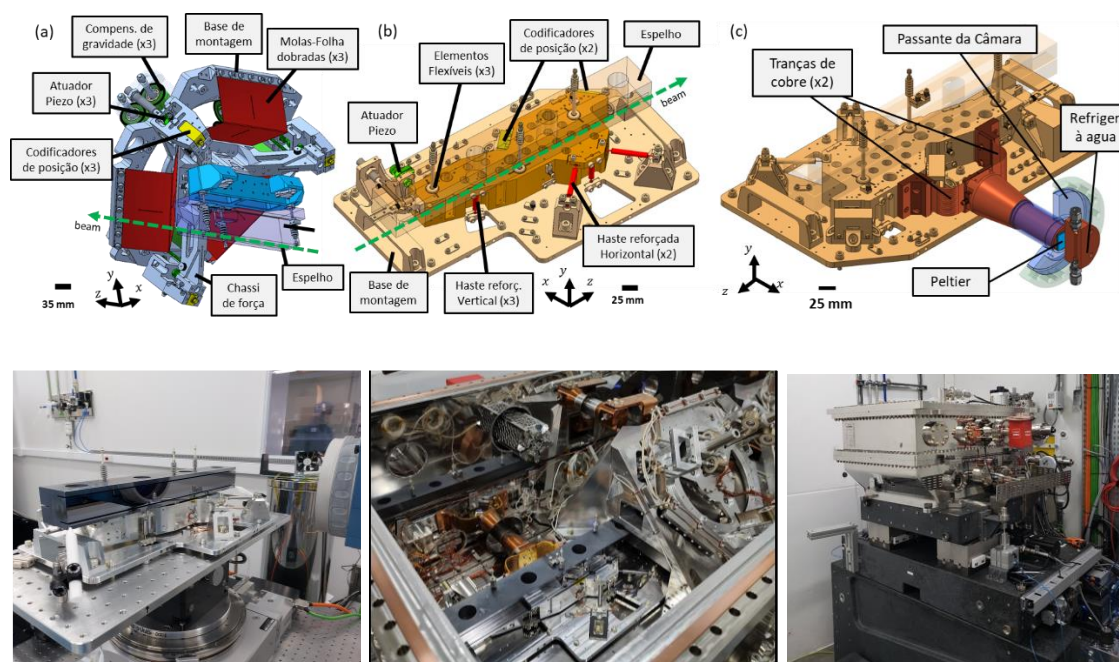 (a)
Compens. de
gravidade (x3)
Base de
montagem
Molas-Folha
dobradas (x3)
Atuador
Piezo (x3)
Codificadores
de posição (x3)
beam
Espelho
Chassi
de força
35 mm
y
z
x
(b)
Elementos
Flexíveis (x3)
Codificadores
de posição (x2)
Espelho
beam
Atuador
Piezo
Haste reforçada
Horizontal (x2)
Base de
montagem
Haste reforç.
Vertical (x3)
y
x
z
25 mm
(c)
Passante da Câmara
Tranças de
cobre (x2)
Refriger
à agua
Peltier
y
z
x
25 mm